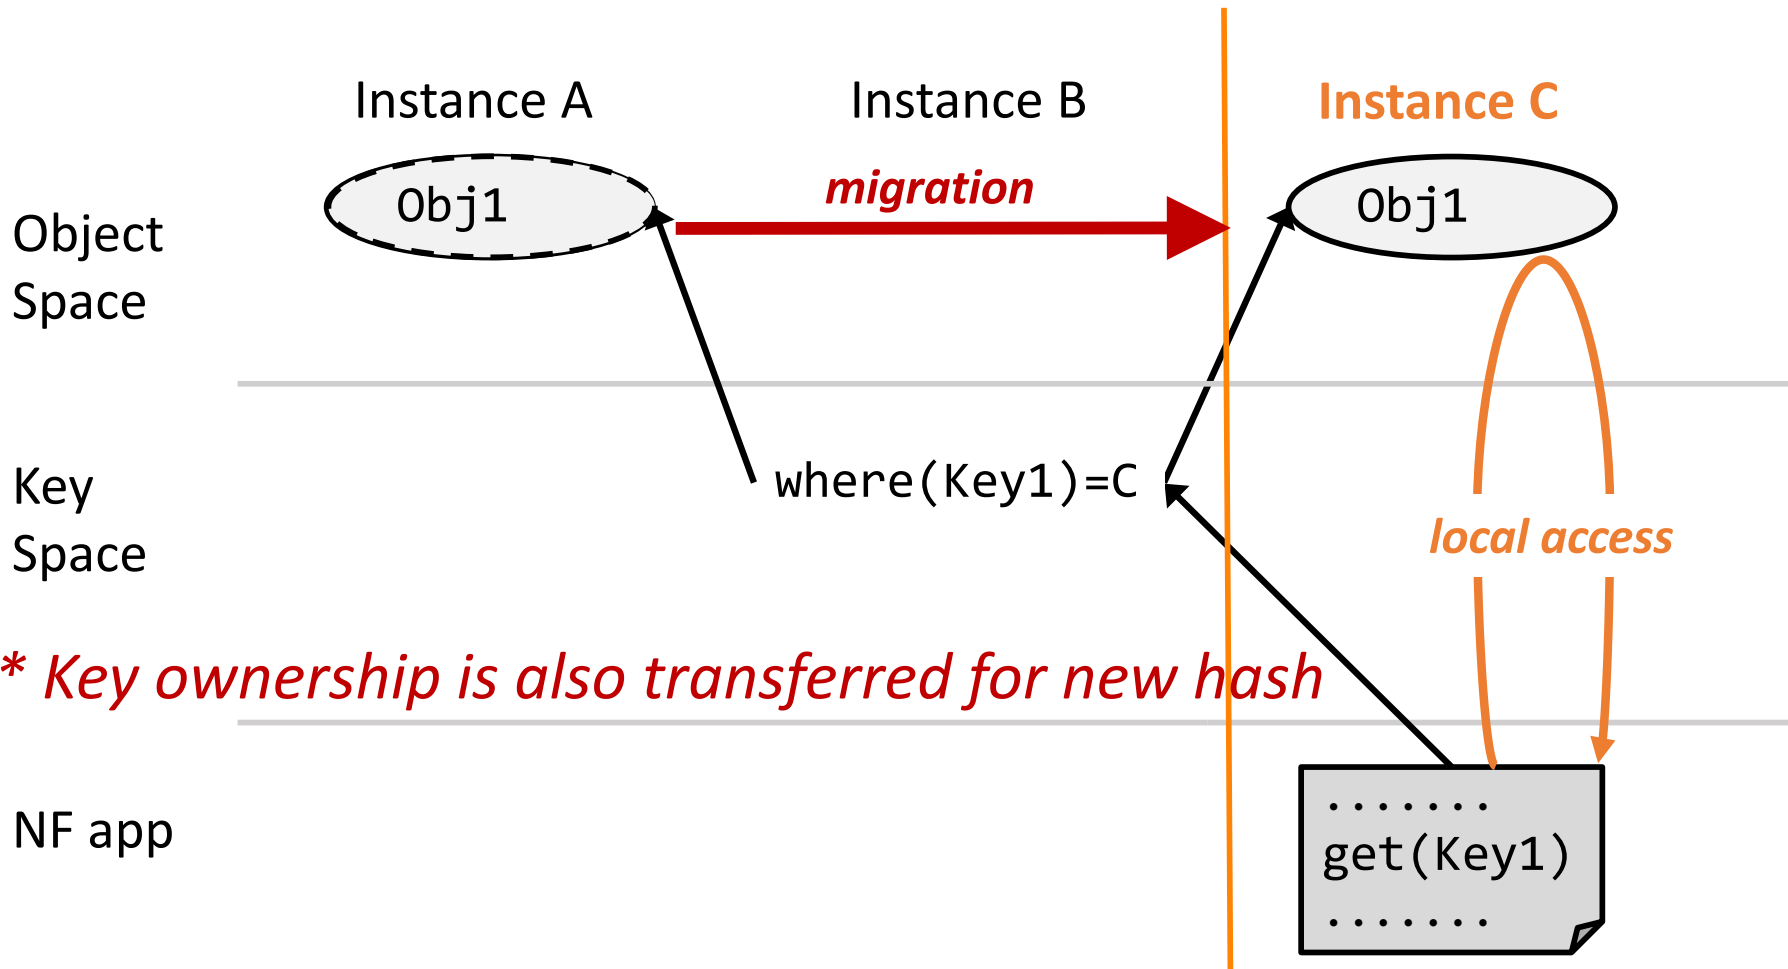 Instance A
Instance B
Instance C
Obj1
migration
Obj1
Object
Space
Key
Space
where(Key1)=C
local access
* Key ownership is also transferred for new hash
NF app
.......
get(Key1)
.......